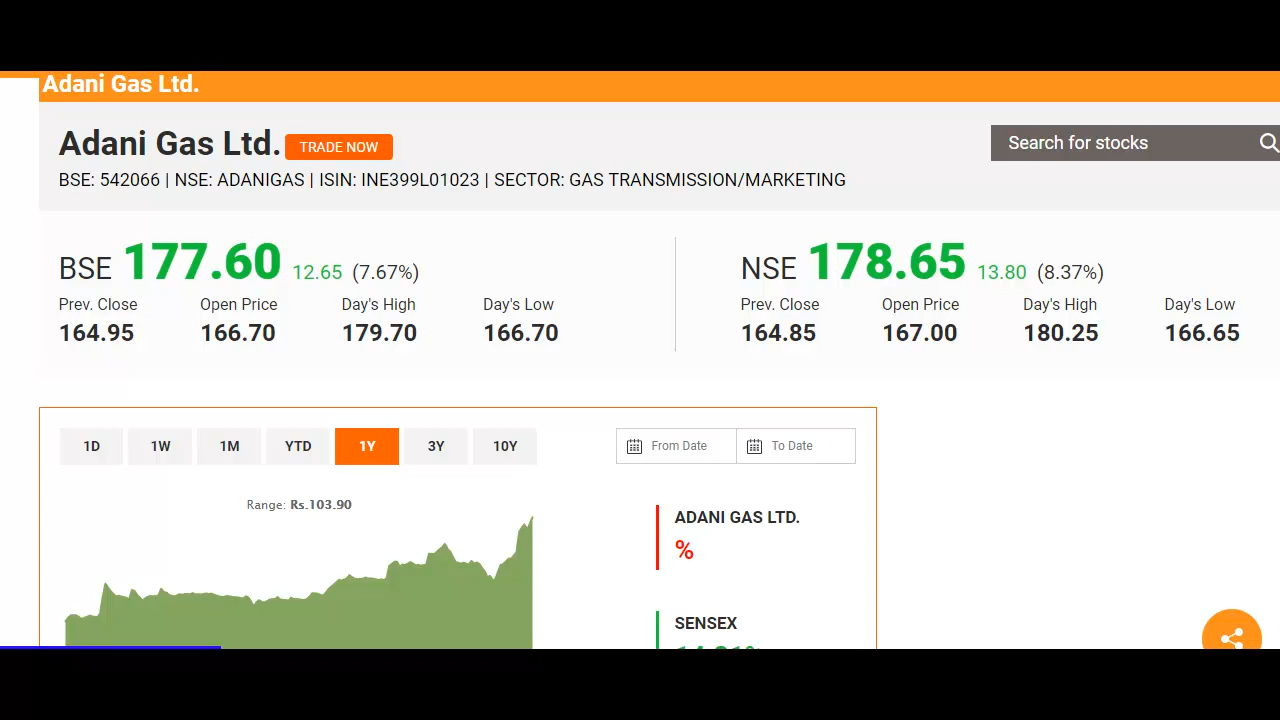 Adani Gas Ltd.
Adani Gas Ltd. TRADE NOW
Search for stocks
BSE: 542066 | NSE: ADANIGAS | ISIN: INE399L01023 | SECTOR: GAS TRANSMISSION/MARKETING
BSE 177.60 12.65 (7.67%)
Prev. Close Open Price Day's High Day's Low
164.95 166.70 179.70 166.70
NSE 178.65 13.80 (8.37%)
Prev. Close Open Price Day's High Day's Low
164.85 167.00 180.25 166.65
1D 1W 1M YTD 1Y 3Y 10Y
From Date To Date
Range: Rs.103.90
ADANI GAS LTD.
%
SENSEX